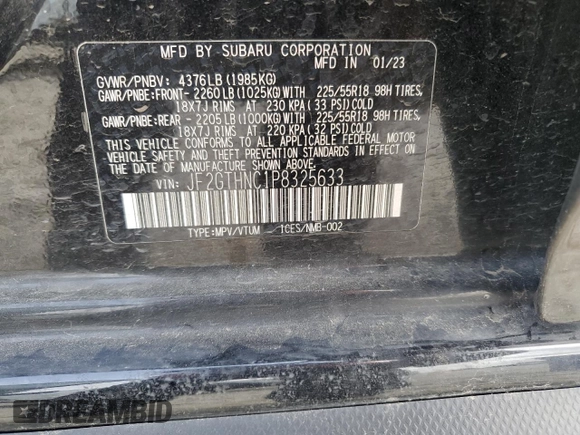 MFD BY SUBARU CORPORATION
MFD IN 01/23
GVWR/PNBV: 4376LB (1985KG)
GAWR/PNBE:FRONT- 2260LB (1025KG) WITH 225/55R18 98H TIRES,
18X7J RIMS AT 230 KPA (33 PSI) COLD
GAWR/PNBE:REAR - 2205LB (1000KG) WITH 225/55R18 98H TIRES,
18X7J RIMS AT 220 KPA (32 PSI) COLD
THIS VEHICLE CONFORMS TO ALL APPLICABLE FEDERAL MOTOR
VEHICLE SAFETY, BUMPER, AND THEFT PREVENTION STANDARDS IN EFFECT ON
THE DATE OF MANUFACTURE SHOWN ABOVE.
VIN: JF2GTHNC1P8325633
TYPE:MPV/VTUM ICES/NMB-002
DREAMBID